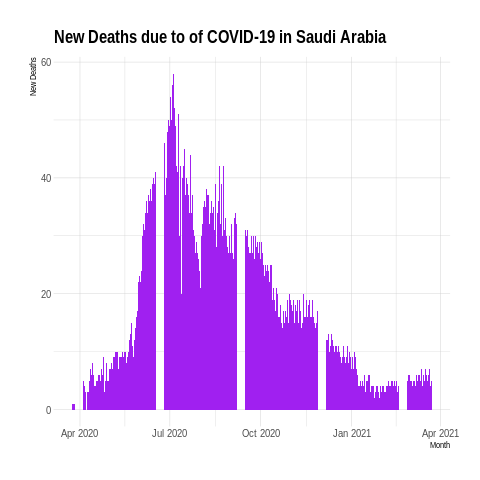 New Deaths due to of COVID-19 in Saudi Arabia
New Deaths
60
40
20
0
Apr 2020 Jul 2020 Oct 2020 Jan 2021 Apr 2021
Month